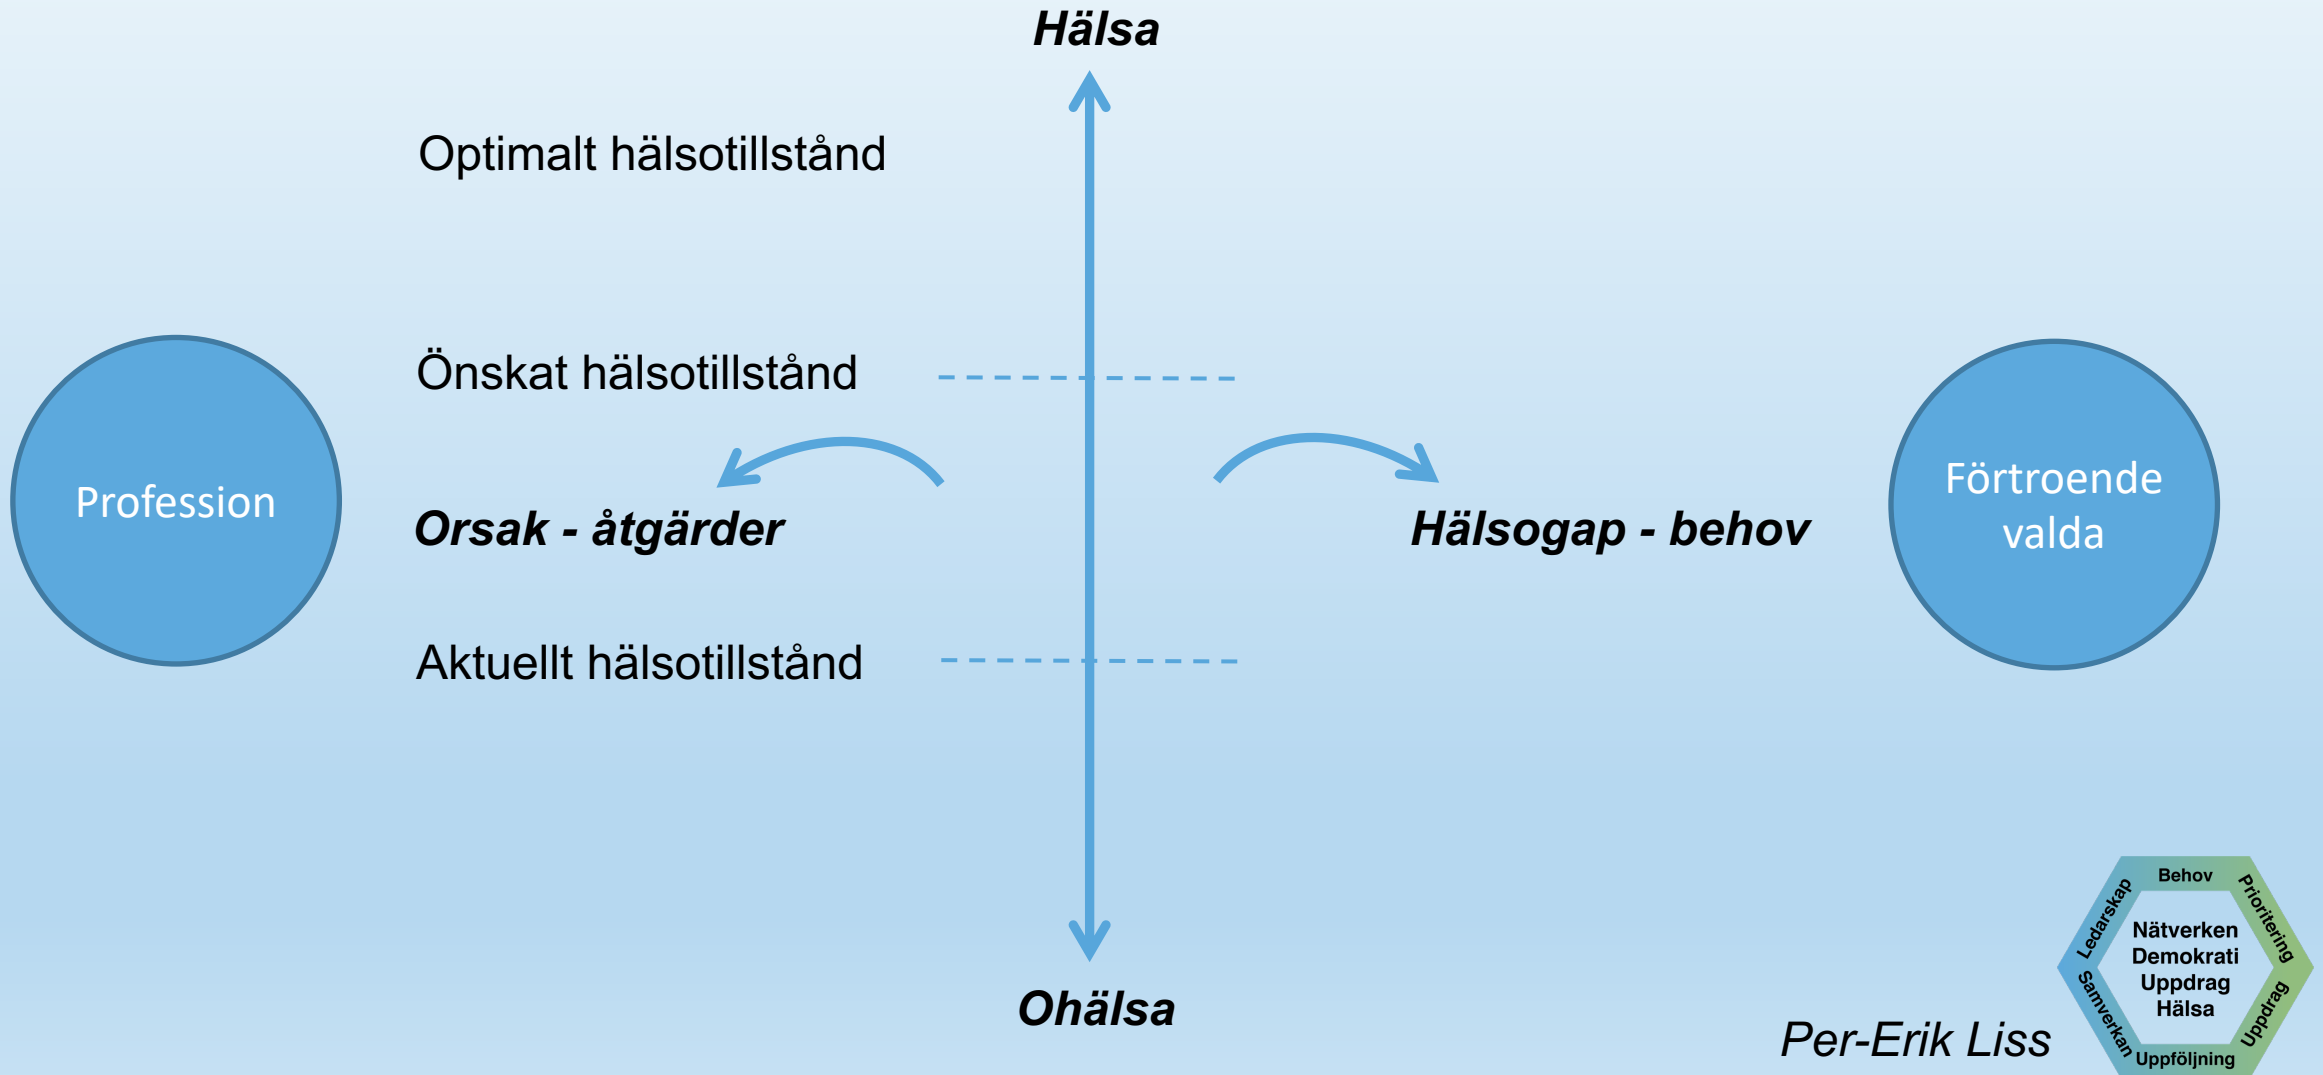 Hälsa
Optimalt hälsotillstånd
Önskat hälsotillstånd
Profession
Orsak - åtgärder
Hälsogap - behov
Förtroende
valda
Aktuellt hälsotillstånd
Ohälsa
Per-Erik Liss
Behov
Prioritering
Uppdrag
Uppföljning
Samverkan
Ledarskap
Nätverken
Demokrati
Uppdrag
Hälsa